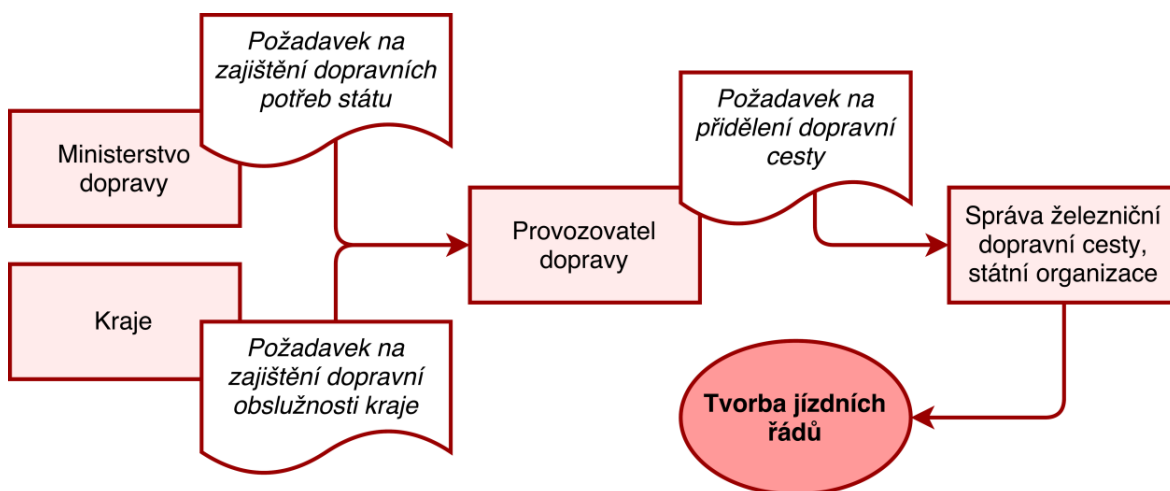 Požadavek na
zajištění dopravních
potřeb státu
Ministerstvo
dopravy
Kraje
Požadavek na
zajištění dopravní
obslužnosti kraje
Provozovatel
dopravy
Požadavek na
přidělení dopravní
cesty
Správa železniční
dopravní cesty,
státní organizace
Tvorba jízdních
řádů